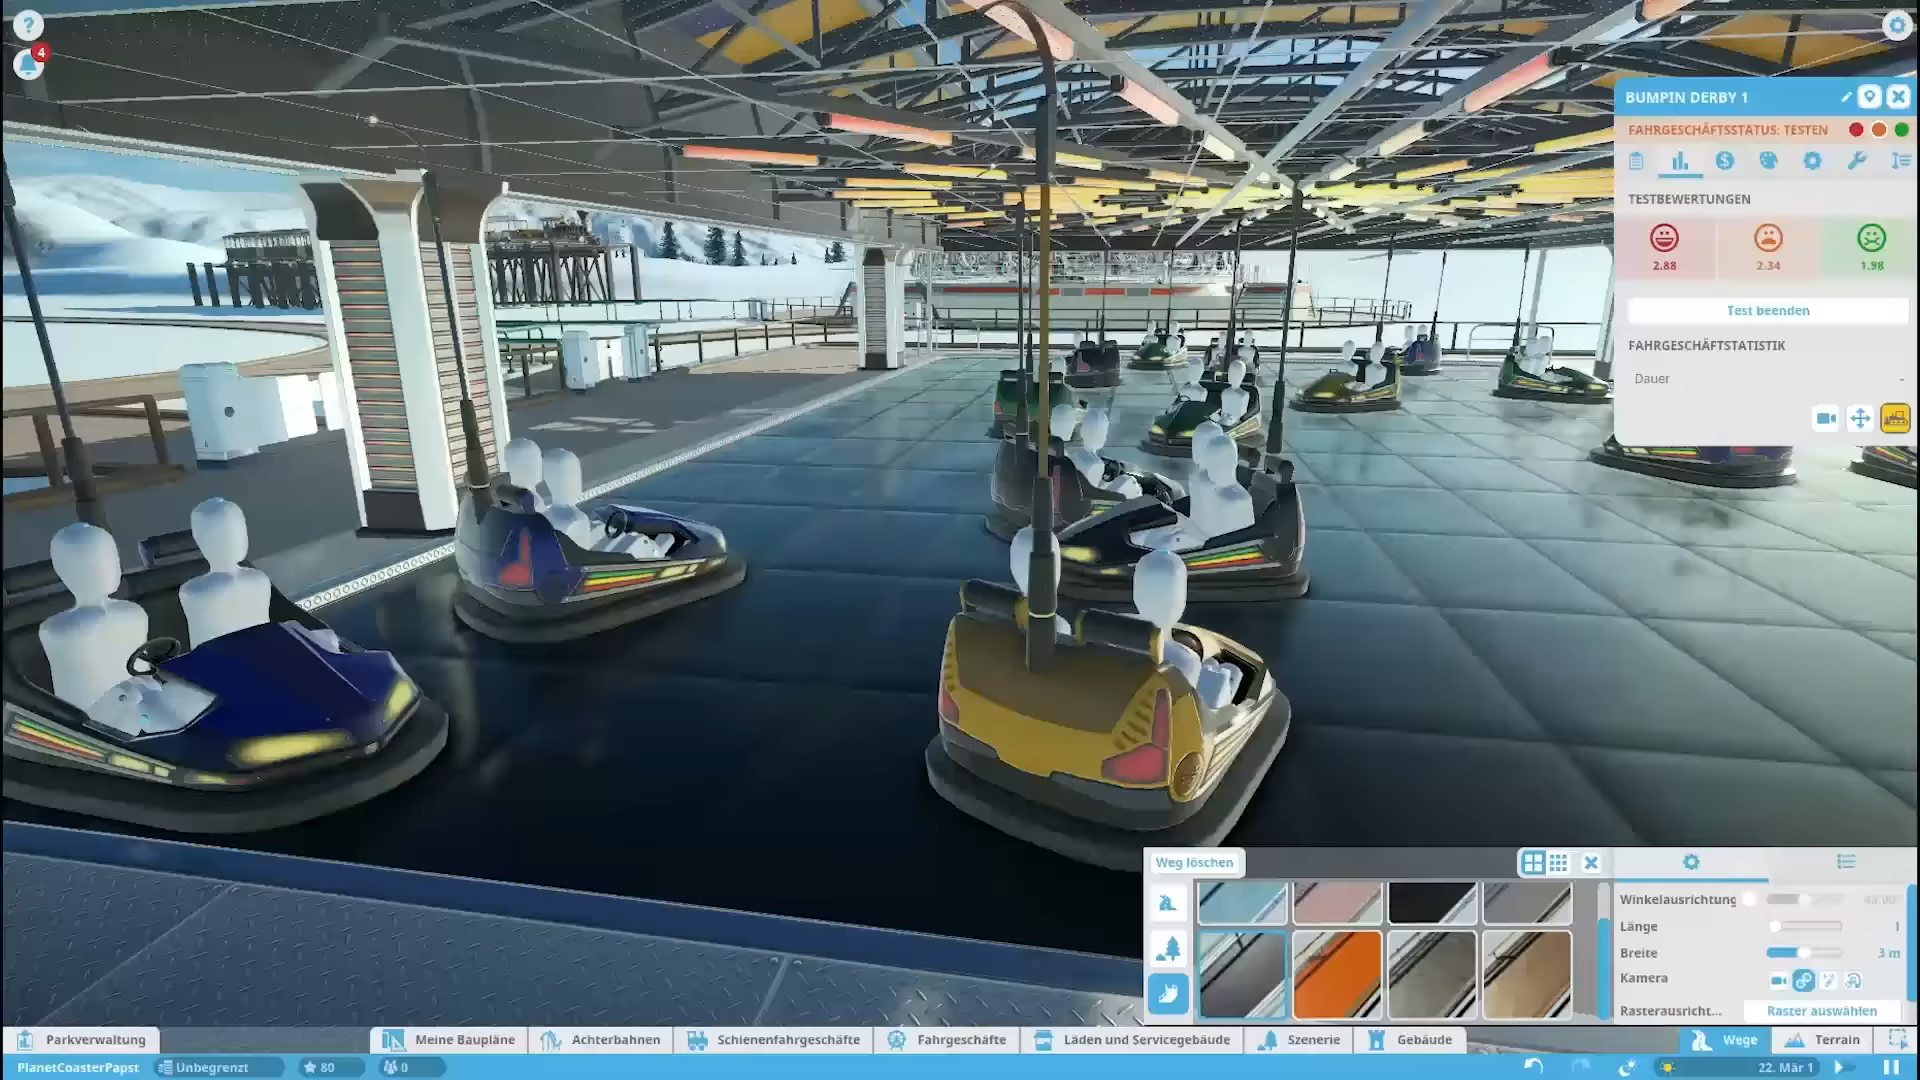 ?
4
BUMPIN DERBY 1
FAHRGESCHÄFTSSTATUS: TESTEN
TESTBEWERTUNGEN
2.88 2.34 1.98
Test beenden
FAHRGESCHÄFTSTATISTIK
Dauer -
Weg löschen
Winkelausrichtung
Länge 1
Breite 3 m
Kamera
Rasterausricht... Raster auswählen
Parkverwaltung Meine Baupläne Achterbahnen Schienenfahrgeschäfte Fahrgeschäfte Läden und Servicegebäude Szenerie Gebäude Wege Terrain
PlanetCoasterPapst Unbegrenzt 80 0 22. Mär 1